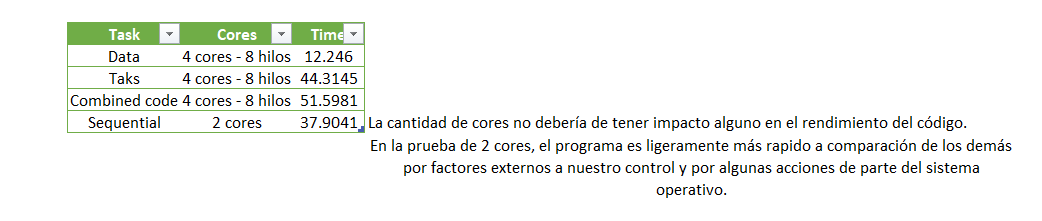 Task Cores Time
Data 4 cores - 8 hilos 12.246
Taks 4 cores - 8 hilos 44.3145
Combined code 4 cores - 8 hilos 51.5981
Sequential 2 cores 37.9041 La cantidad de cores no debería de tener impacto alguno en el rendimiento del código.
En la prueba de 2 cores, el programa es ligeramente más rapido a comparación de los demás
por factores externos a nuestro control y por algunas acciones de parte del sistema
operativo.